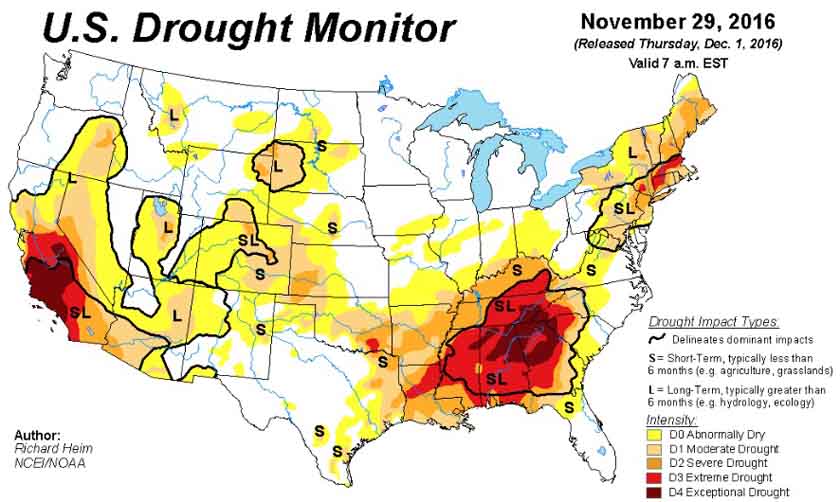 U.S. Drought Monitor
November 29, 2016
(Released Thursday, Dec. 1, 2016)
Valid 7 a.m. EST
L
S
L
L
L
SL
S
S
SL
S
L
S
SL
S
S
SL
SL
S
S
S
S
L
SL
Drought Impact Types:
Delineates dominant impacts
S = Short-Term, typically less than
6 months (e.g. agriculture, grasslands)
L = Long-Term, typically greater than
6 months (e.g. hydrology, ecology)
Intensity:
D0 Abnormally Dry
D1 Moderate Drought
D2 Severe Drought
D3 Extreme Drought
D4 Exceptional Drought
Author:
Richard Heim
NCEI/NOAA